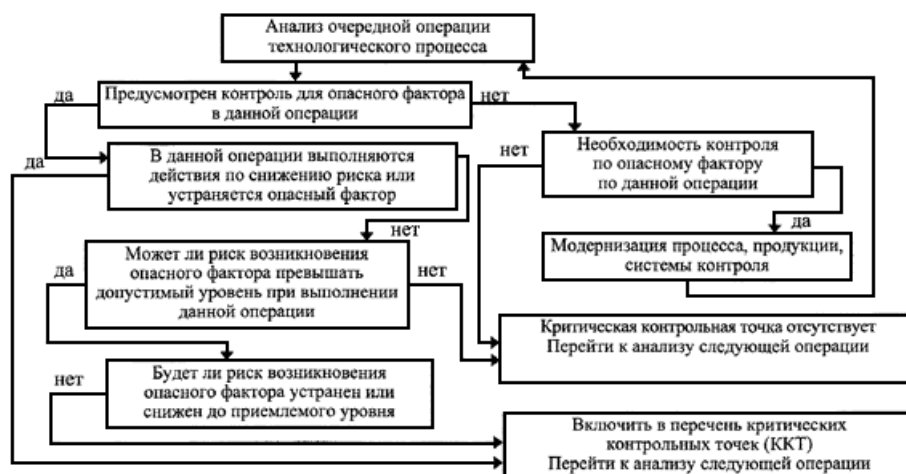 Анализ очередной операции
технологического процесса
да
Предусмотрен контроль для опасного фактора
в данной операции
нет
да
В данной операции выполняются
действия по снижению риска или
устраняется опасный фактор
нет
Необходимость контроля
по опасному фактору
по данной операции
да
нет
Модернизация процесса, продукции,
системы контроля
да
Может ли риск возникновения
опасного фактора превышать
допустимый уровень при выполнении
данной операции
нет
Критическая контрольная точка отсутствует
Перейти к анализу следующей операции
нет
Будет ли риск возникновения
опасного фактора устранен или
снижен до приемлемого уровня
Включить в перечень критических
контрольных точек (ККТ)
Перейти к анализу следующей операции